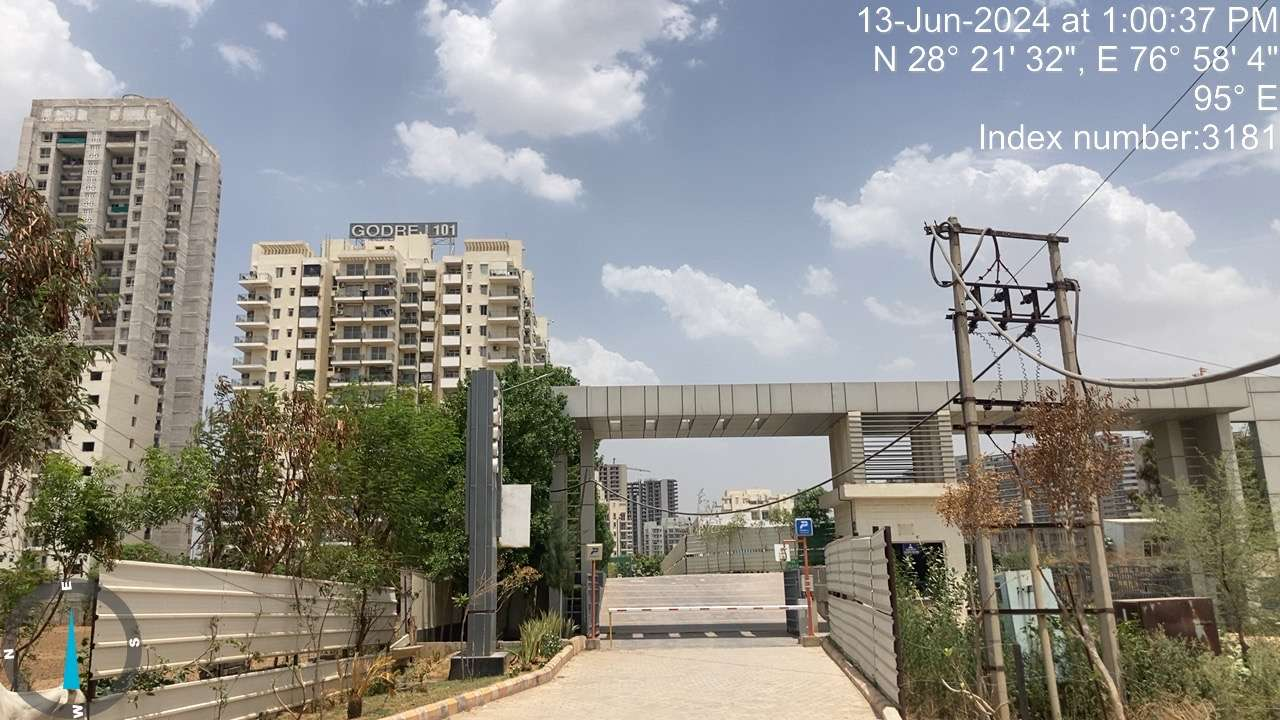 13-Jun-2024 at 1:00:37 PM
N 28° 21' 32", E 76° 58' 4"
95° E
Index number:3181
GODREJ 101
P
E
S
N
W